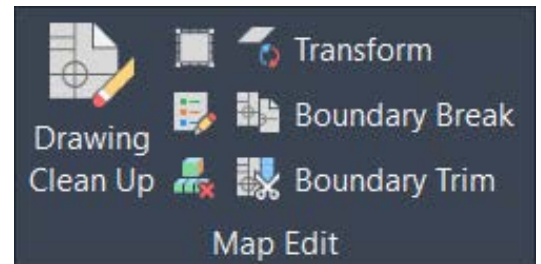 Transform
Boundary Break
Drawing
Clean Up
Boundary Trim
Map Edit